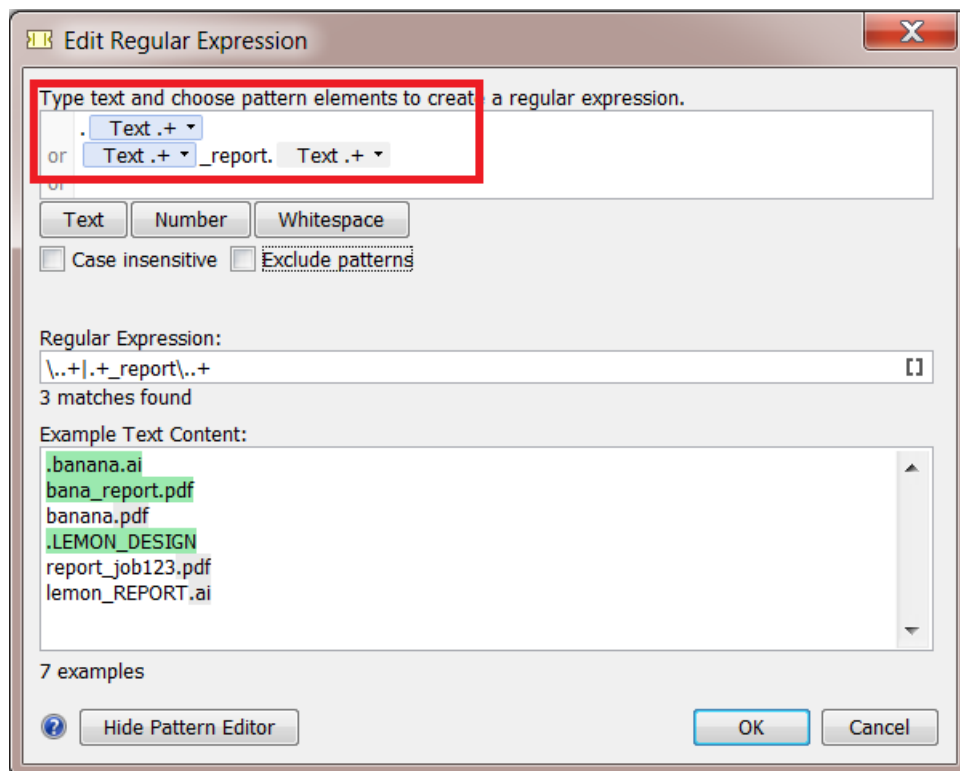 Edit Regular Expression
Type text and choose pattern elements to create a regular expression.
. Text .+
or Text .+ _report. Text .+
or
Text Number Whitespace
Case insensitive Exclude patterns
Regular Expression:
\..+|.+_report\..+
3 matches found
Example Text Content:
.banana.ai
bana_report.pdf
banana.pdf
.LEMON_DESIGN
report_job123.pdf
lemon_REPORT.ai
7 examples
? Hide Pattern Editor OK Cancel